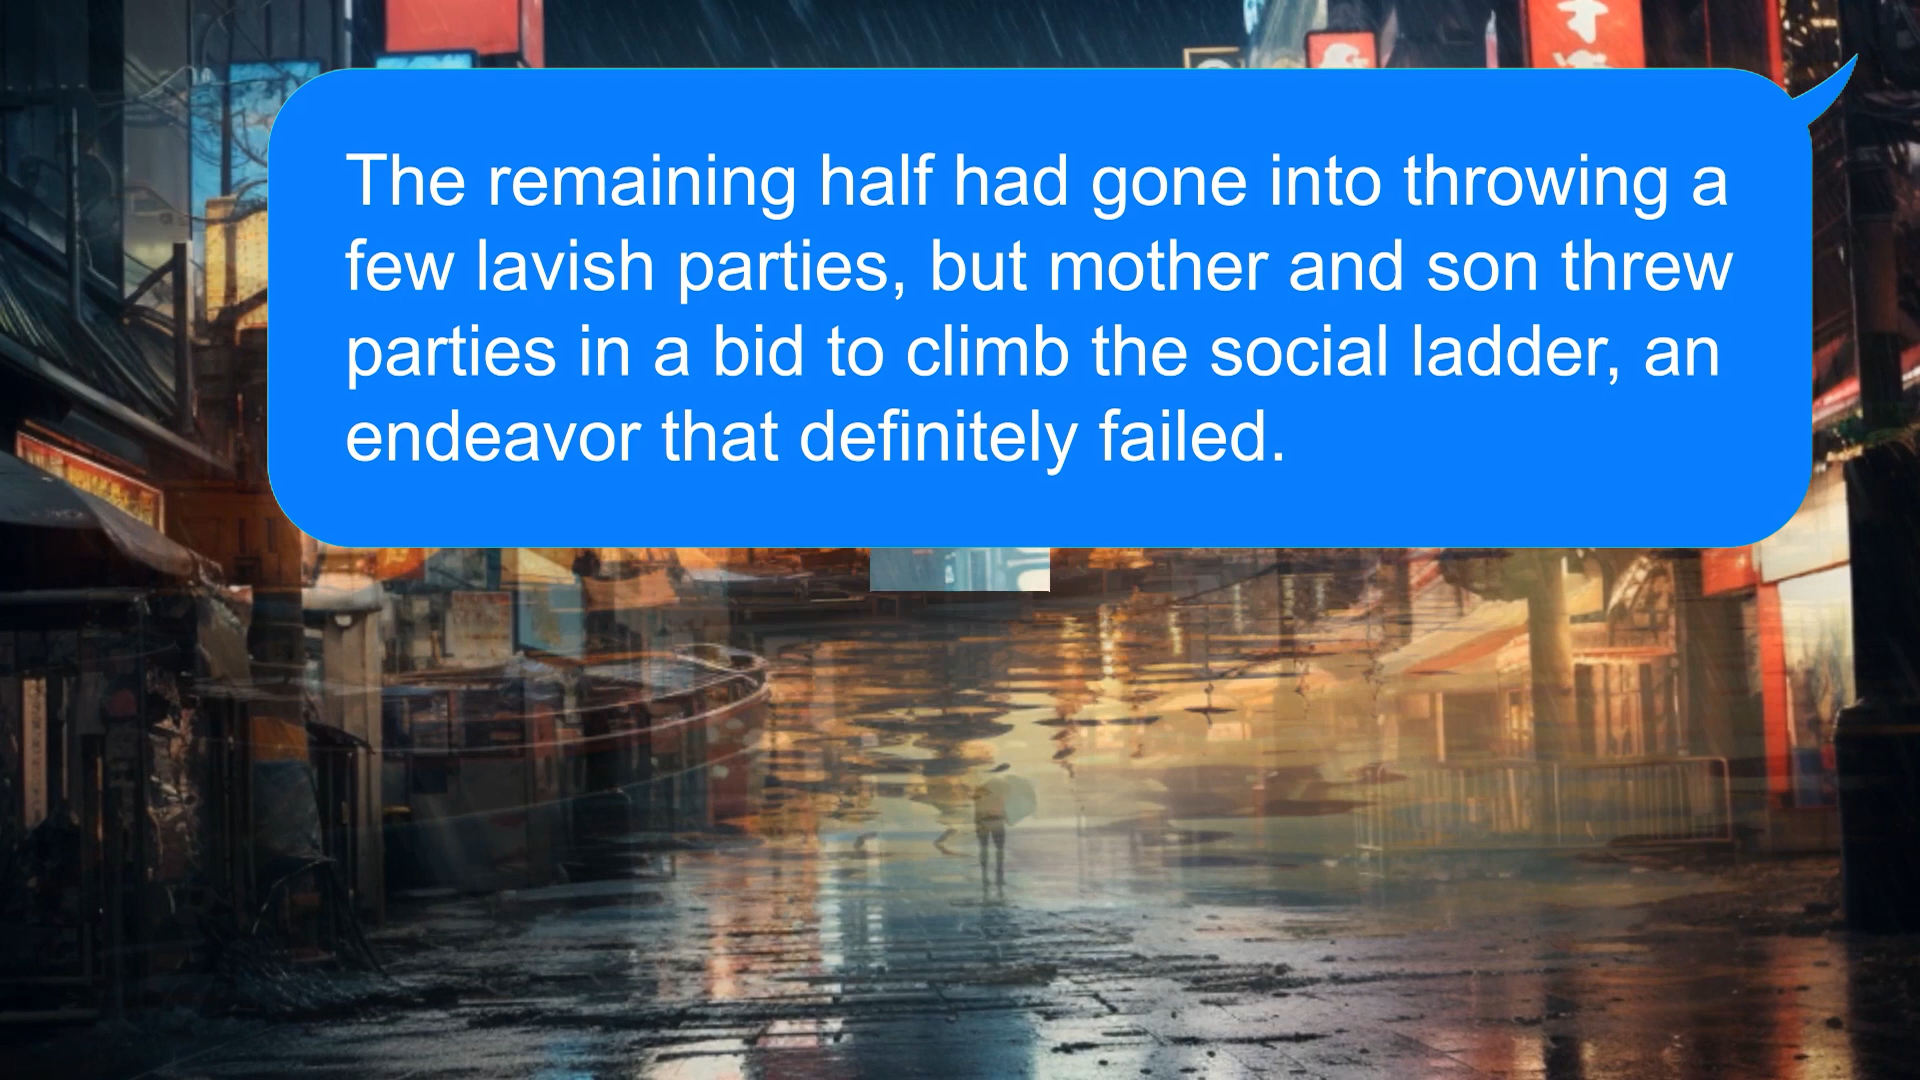 The remaining half had gone into throwing a
few lavish parties, but mother and son threw
parties in a bid to climb the social ladder, an
endeavor that definitely failed.